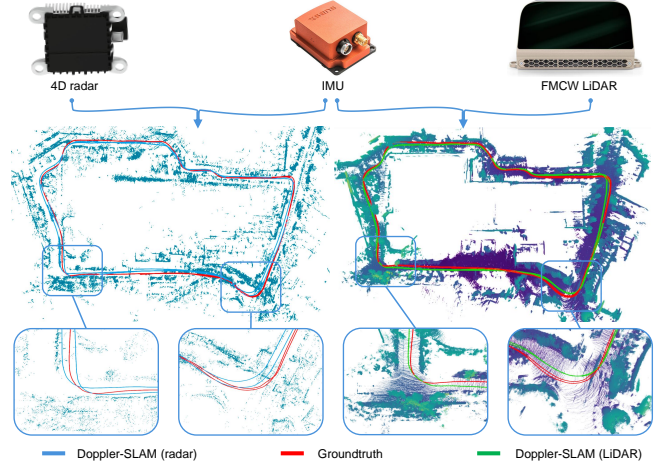 4D radar
IMU
FMCW LiDAR
Doppler-SLAM (radar)
Groundtruth
Doppler-SLAM (LiDAR)